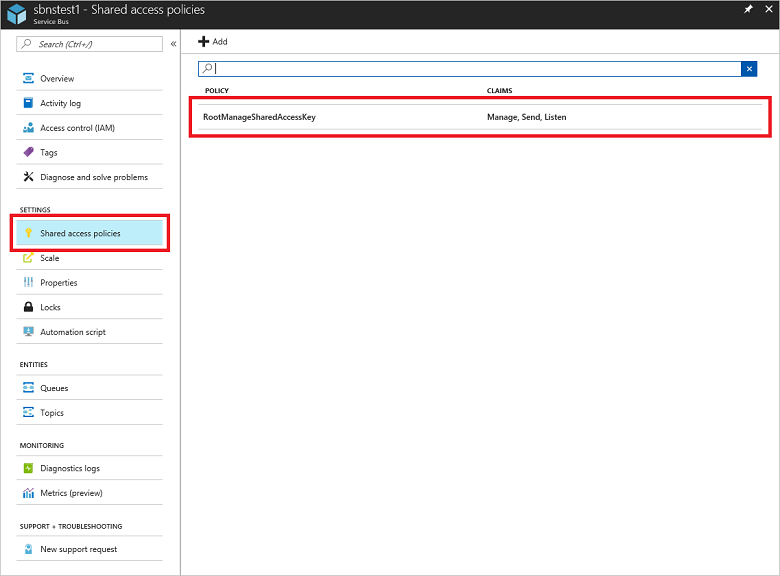 sbnstest1 - Shared access policies
Service Bus
Search (Ctrl+/)
Overview
Activity log
Access control (IAM)
Tags
Diagnose and solve problems
SETTINGS
Shared access policies
Scale
Properties
Locks
Automation script
ENTITIES
Queues
Topics
MONITORING
Diagnostics logs
Metrics (preview)
SUPPORT + TROUBLESHOOTING
New support request
Add
POLICY CLAIMS
RootManageSharedAccessKey Manage, Send, Listen